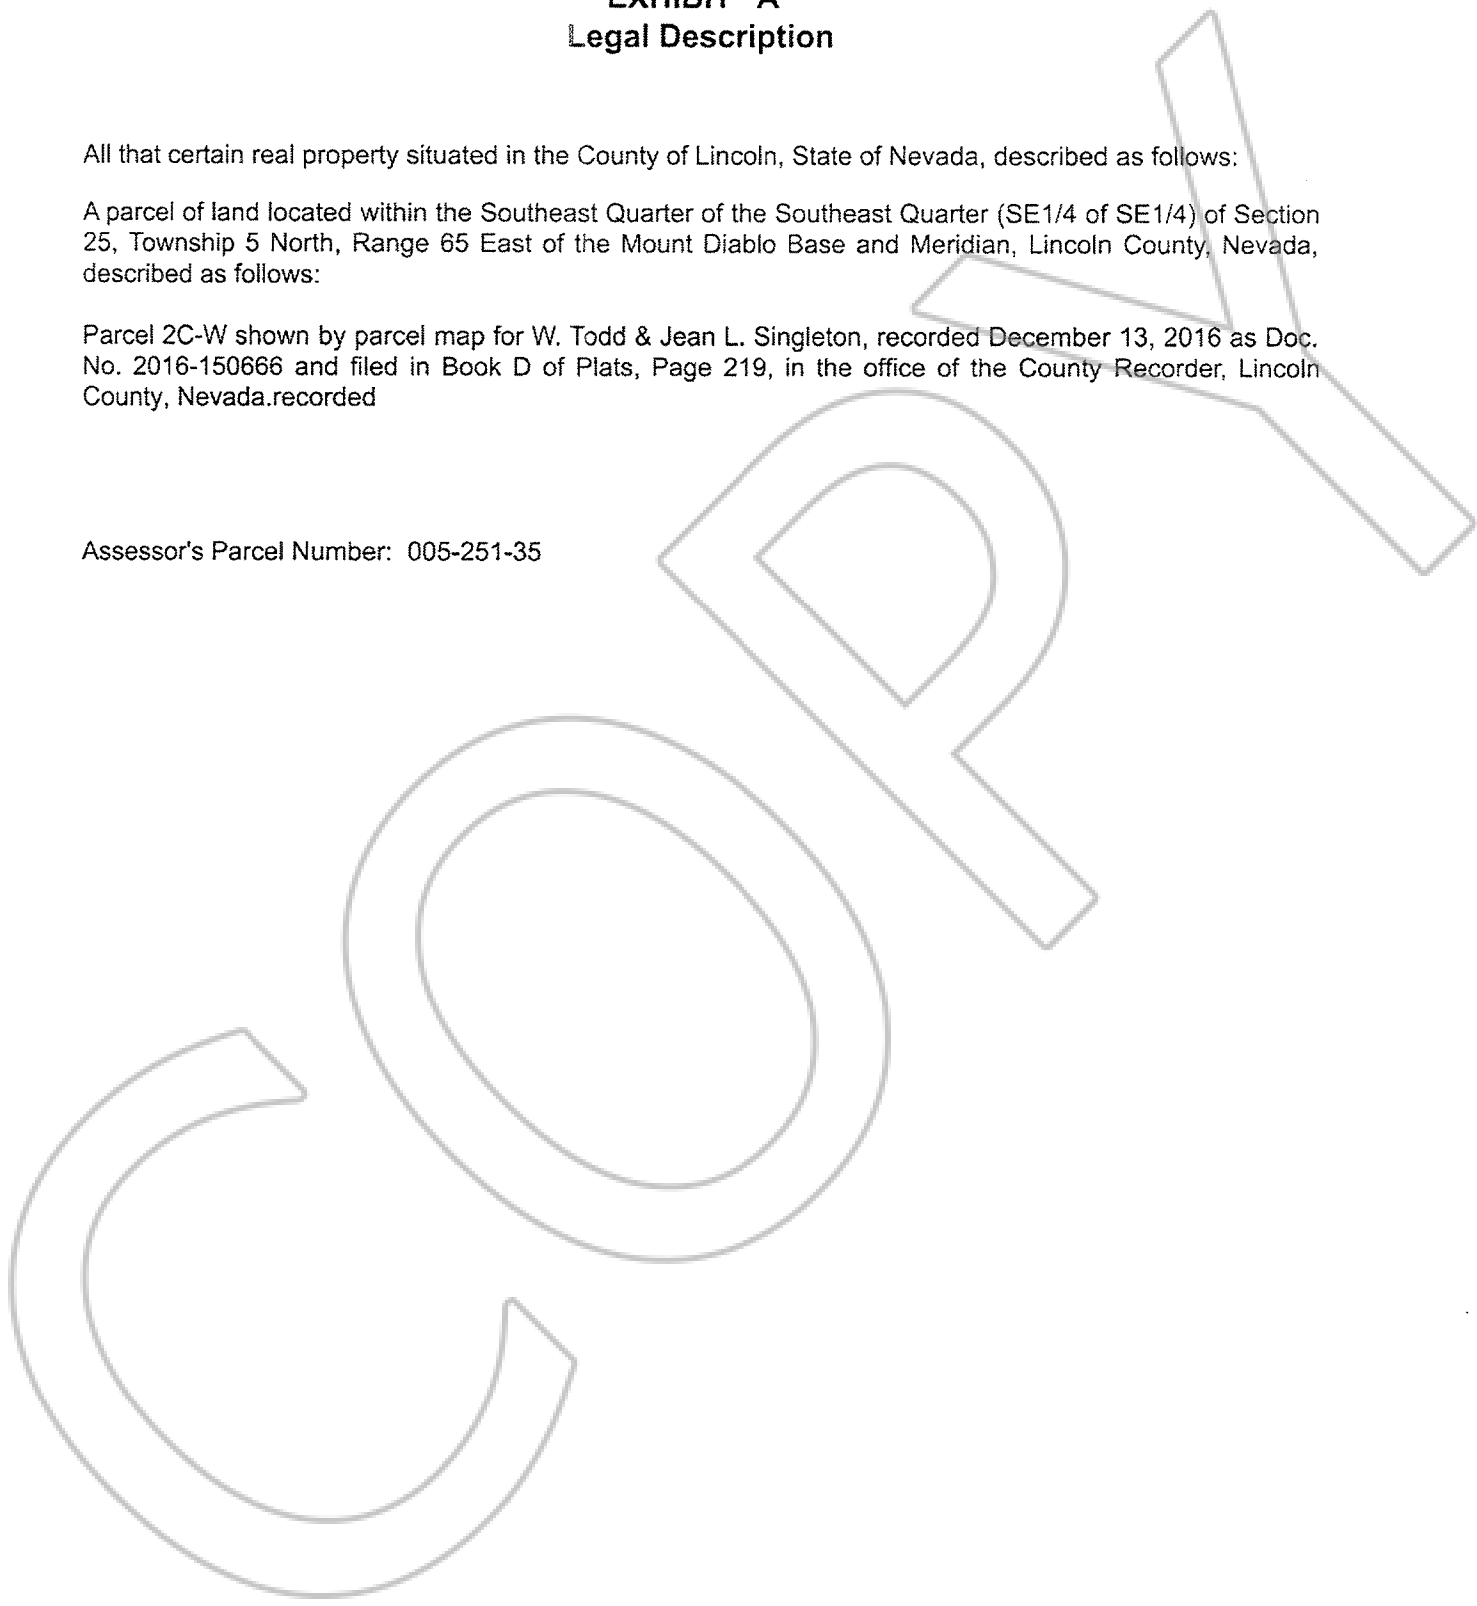 EXHIBIT "A"
Legal Description
All that certain real property situated in the County of Lincoln, State of Nevada, described as follows:
A parcel of land located within the Southeast Quarter of the Southeast Quarter (SE1/4 of SE1/4) of Section
25, Township 5 North, Range 65 East of the Mount Diablo Base and Meridian, Lincoln County, Nevada,
described as follows:
Parcel 2C-W shown by parcel map for W. Todd & Jean L. Singleton, recorded December 13, 2016 as Doc.
No. 2016-150666 and filed in Book D of Plats, Page 219, in the office of the County Recorder, Lincoln
County, Nevada.recorded
Assessor's Parcel Number: 005-251-35
COPY